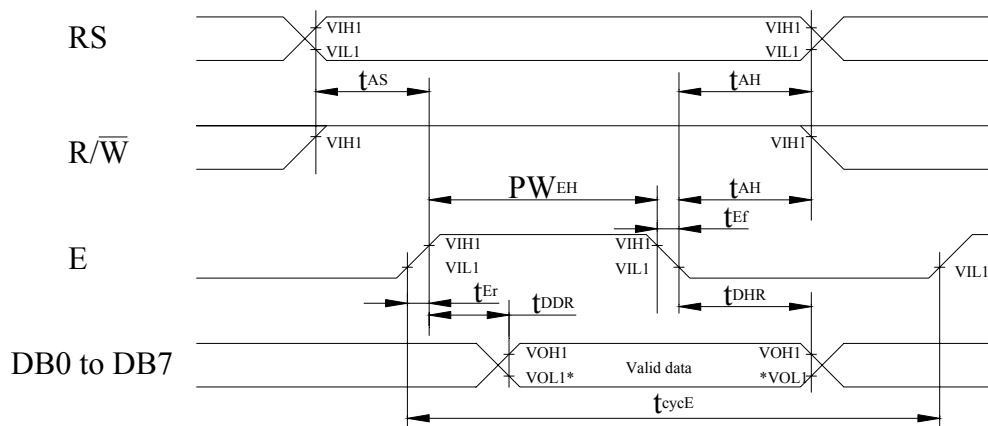 RS
VIH1
VIL1
VIH1
VIL1
tAS
tAH
R/W̅
VIH1
VIH1
PWEH
tAH
tEf
E
VIH1
VIL1
VIH1
VIL1
VIL1
tEr
tDDR
tDHR
DB0 to DB7
VOH1
VOL1*
Valid data
VOH1
*VOL1
tcycE